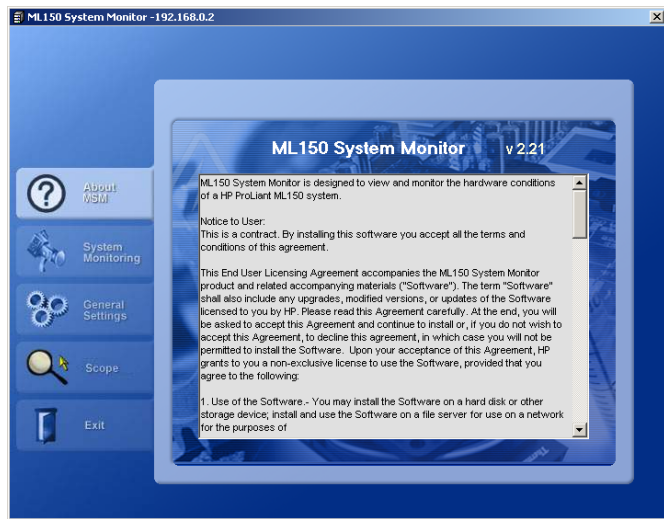 ML150 System Monitor -192.168.0.2
ML150 System Monitor v 2.21
About
MSM
System
Monitoring
General
Settings
Scope
Exit
ML150 System Monitor is designed to view and monitor the hardware conditions
of a HP ProLiant ML150 system.
Notice to User:
This is a contract. By installing this software you accept all the terms and
conditions of this agreement.
This End User Licensing Agreement accompanies the ML150 System Monitor
product and related accompanying materials ("Software"). The term "Software"
shall also include any upgrades, modified versions, or updates of the Software
licensed to you by HP. Please read this Agreement carefully. At the end, you will
be asked to accept this Agreement and continue to install or, if you do not wish to
accept this Agreement, to decline this agreement, in which case you will not be
permitted to install the Software. Upon your acceptance of this Agreement, HP
grants to you a non-exclusive license to use the Software, provided that you
agree to the following:
1. Use of the Software.- You may install the Software on a hard disk or other
storage device; install and use the Software on a file server for use on a network
for the purposes of